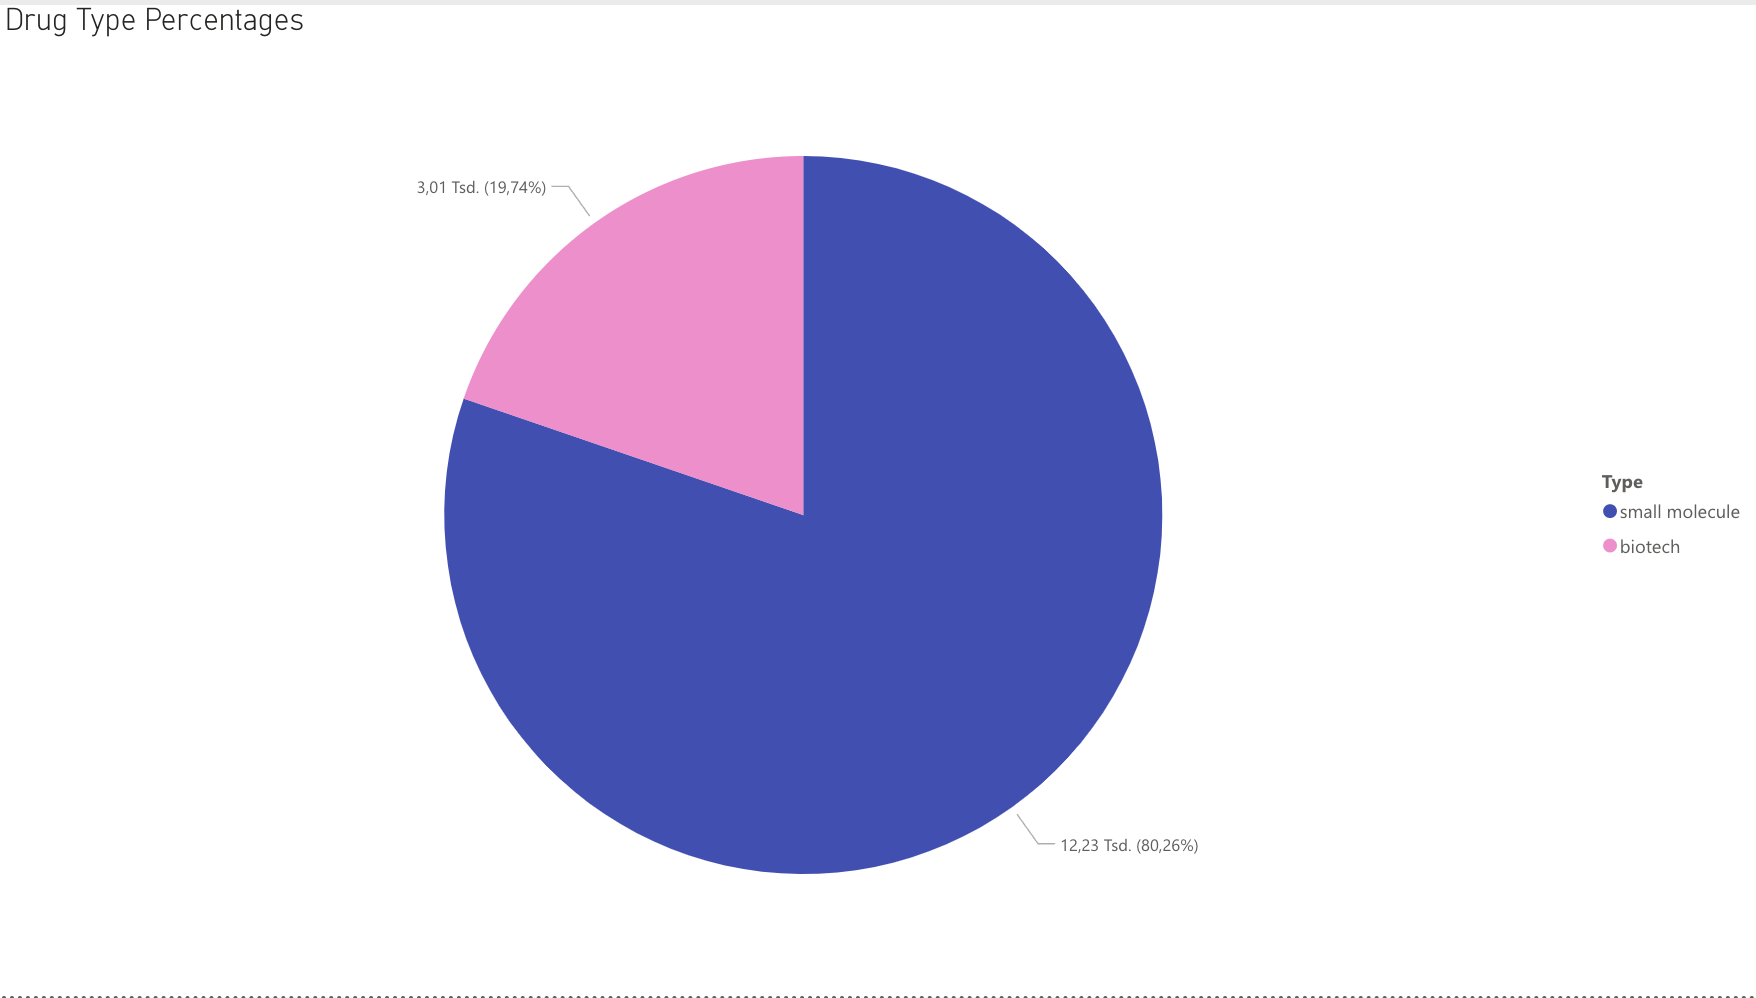 Drug Type Percentages
3,01 Tsd. (19,74%)
Type
small molecule
biotech
12,23 Tsd. (80,26%)